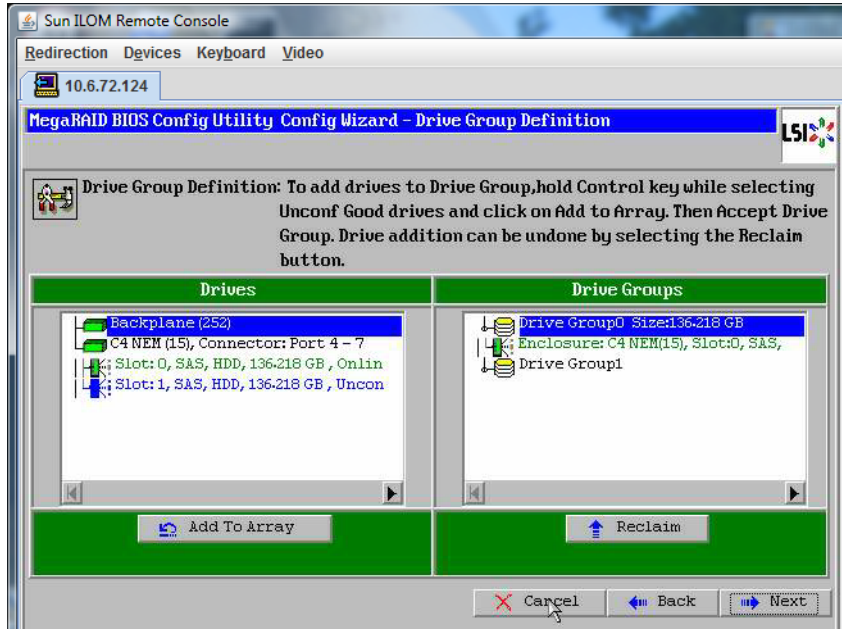 Sun ILOM Remote Console
Redirection Devices Keyboard Video
10.6.72.124
MegaRAID BIOS Config Utility Config Wizard - Drive Group Definition
LSI
Drive Group Definition: To add drives to Drive Group,hold Control key while selecting
Unconf Good drives and click on Add to Array. Then Accept Drive
Group. Drive addition can be undone by selecting the Reclaim
button.
Drives
Drive Groups
Backplane (252)
C4 NEM (15), Connector: Port 4 - 7
Slot: 0, SAS, HDD, 136.218 GB , Onlin
Slot: 1, SAS, HDD, 136.218 GB , Uncon
Drive Group0 Size:136.218 GB
Enclosure: C4 NEM(15), Slot:0, SAS,
Drive Group1
Add To Array
Reclaim
Cancel
Back
Next